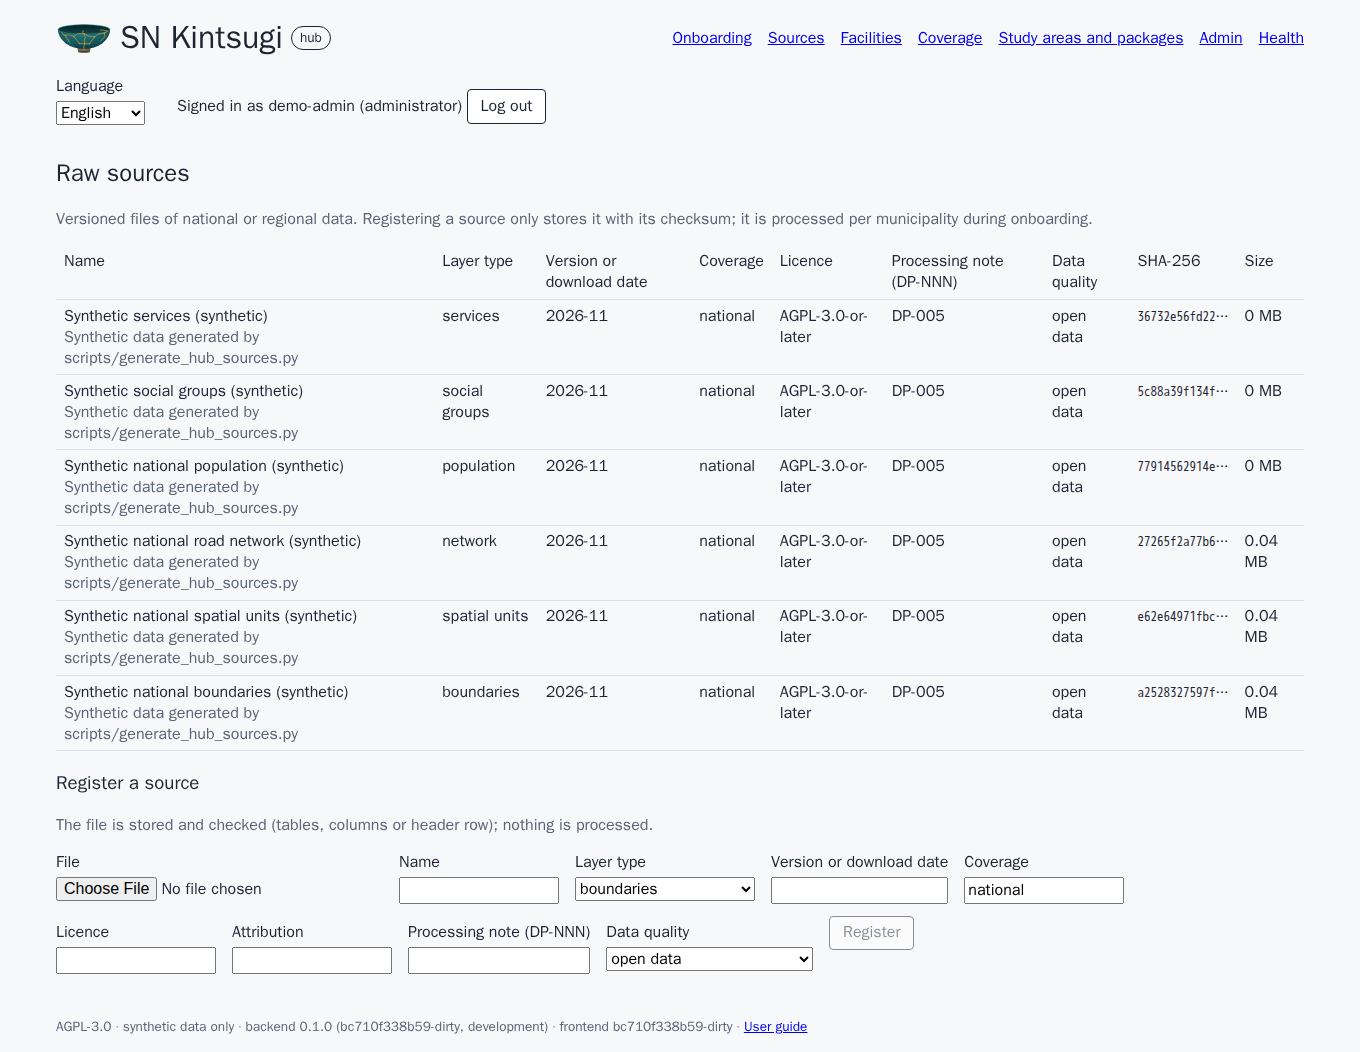 SN Kintsugi hub
Onboarding Sources Facilities Coverage Study areas and packages Admin Health
Language
English
Signed in as demo-admin (administrator) Log out
Raw sources
Versioned files of national or regional data. Registering a source only stores it with its checksum; it is processed per municipality during onboarding.
Name Layer type Version or download date Coverage Licence Processing note (DP-NNN) Data quality SHA-256 Size
Synthetic services (synthetic) services 2026-11 national AGPL-3.0-or-later DP-005 open data 36732e56fd22… 0 MB
Synthetic data generated by
scripts/generate_hub_sources.py
Synthetic social groups (synthetic) social groups 2026-11 national AGPL-3.0-or-later DP-005 open data 5c88a39f134f… 0 MB
Synthetic data generated by
scripts/generate_hub_sources.py
Synthetic national population (synthetic) population 2026-11 national AGPL-3.0-or-later DP-005 open data 77914562914e… 0 MB
Synthetic data generated by
scripts/generate_hub_sources.py
Synthetic national road network (synthetic) network 2026-11 national AGPL-3.0-or-later DP-005 open data 27265f2a77b6… 0.04 MB
Synthetic data generated by
scripts/generate_hub_sources.py
Synthetic national spatial units (synthetic) spatial units 2026-11 national AGPL-3.0-or-later DP-005 open data e62e64971fbc… 0.04 MB
Synthetic data generated by
scripts/generate_hub_sources.py
Synthetic national boundaries (synthetic) boundaries 2026-11 national AGPL-3.0-or-later DP-005 open data a2528327597f… 0.04 MB
Synthetic data generated by
scripts/generate_hub_sources.py
Register a source
The file is stored and checked (tables, columns or header row); nothing is processed.
File Name Layer type Version or download date Coverage
Choose File No file chosen boundaries national
Licence Attribution Processing note (DP-NNN) Data quality Register
open data
AGPL-3.0 · synthetic data only · backend 0.1.0 (bc710f338b59-dirty, development) · frontend bc710f338b59-dirty · User guide